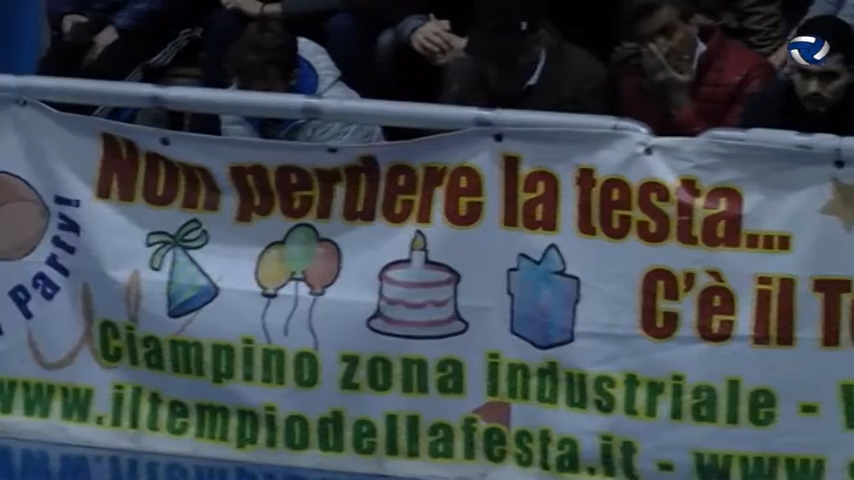 Non perdere la testa...
Party!
C'è il
Ciampino zona industriale -
www.iltempiodellafesta.it - www.